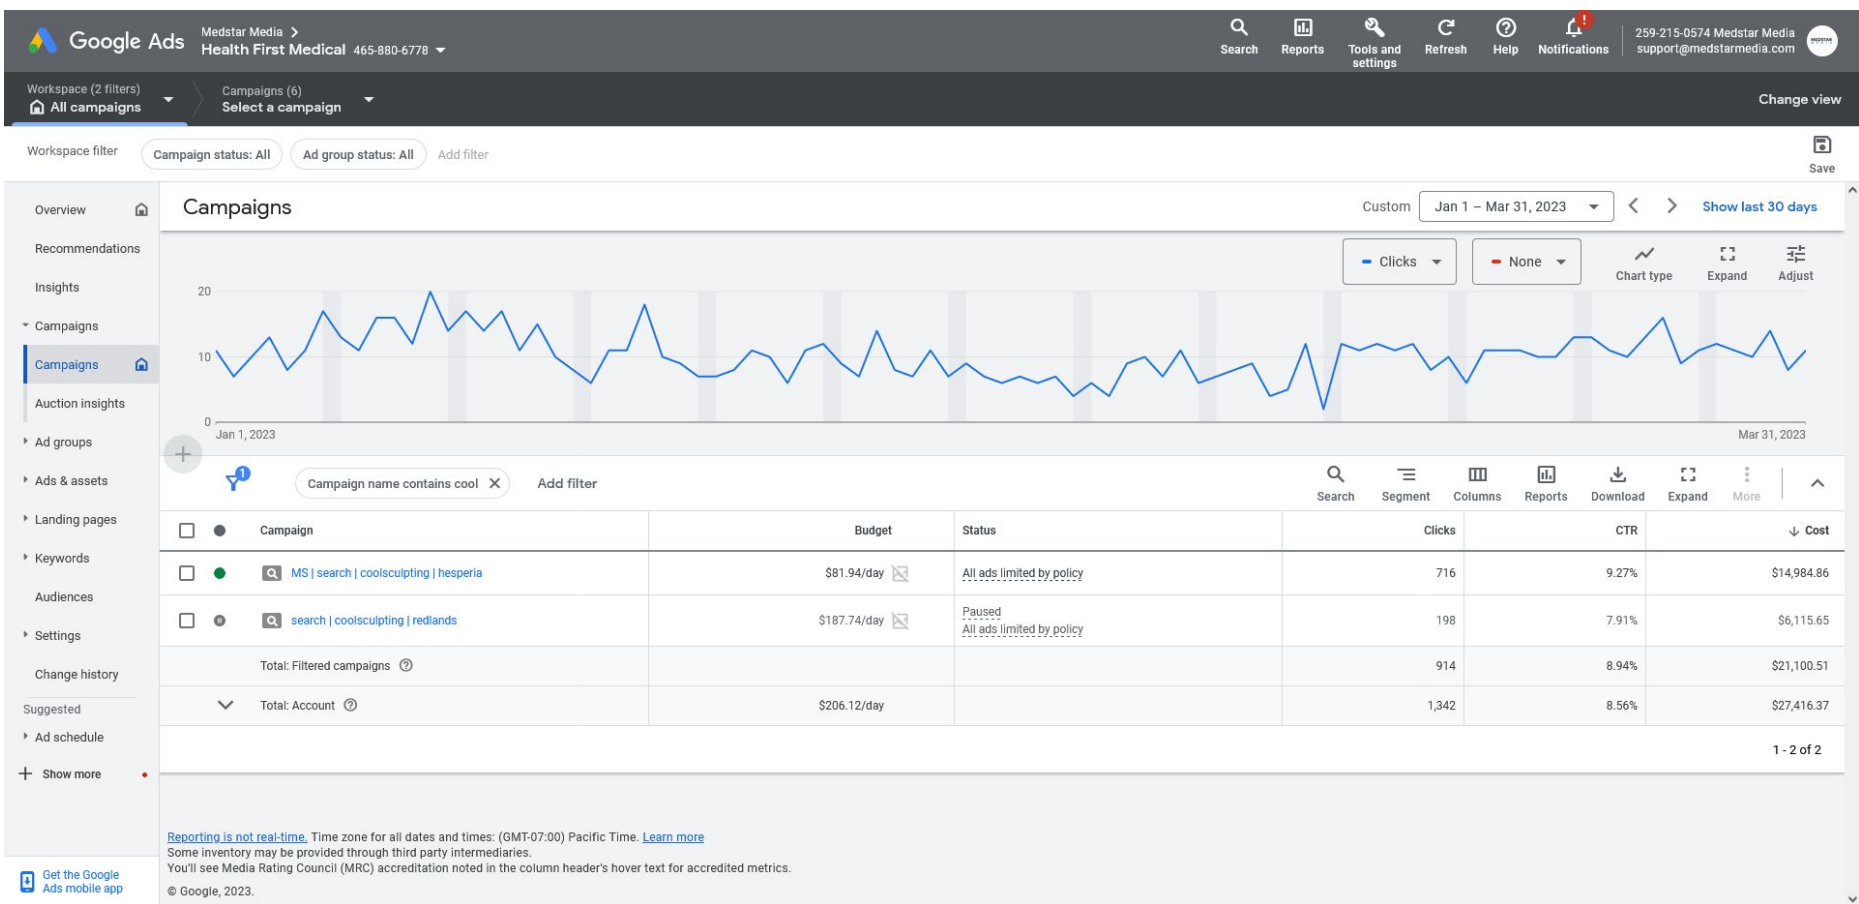 Google Ads
Medstar Media
Health First Medical 465-880-6778
Search
Reports
Tools and settings
Refresh
Help
!
Notifications
259-215-0574 Medstar Media
support@medstarmedia.com
Workspace (2 filters)
All campaigns
Campaigns (6)
Select a campaign
Change view
Workspace filter
Campaign status: All
Ad group status: All
Add filter
Save
Overview
Recommendations
Insights
Campaigns
Campaigns
Auction insights
Ad groups
Ads & assets
Landing pages
Keywords
Audiences
Settings
Change history
Suggested
Ad schedule
Show more
Get the Google
Ads mobile app
Campaigns
Custom
Jan 1 – Mar 31, 2023
Show last 30 days
Clicks
None
Chart type
Expand
Adjust
20
10
0
Jan 1, 2023
Mar 31, 2023
1
Campaign name contains cool
Add filter
Search
Segment
Columns
Reports
Download
Expand
More
Campaign Budget Status Clicks CTR Cost
MS | search | coolsculpting | hesperia $81.94/day All ads limited by policy 716 9.27% $14,984.86
search | coolsculpting | redlands $187.74/day Paused 198 7.91% $6,115.65
All ads limited by policy
Total: Filtered campaigns 914 8.94% $21,100.51
Total: Account $206.12/day 1,342 8.56% $27,416.37
1 - 2 of 2
Reporting is not real-time. Time zone for all dates and times: (GMT-07:00) Pacific Time. Learn more
Some inventory may be provided through third party intermediaries.
You'll see Media Rating Council (MRC) accreditation noted in the column header's hover text for accredited metrics.
© Google, 2023.